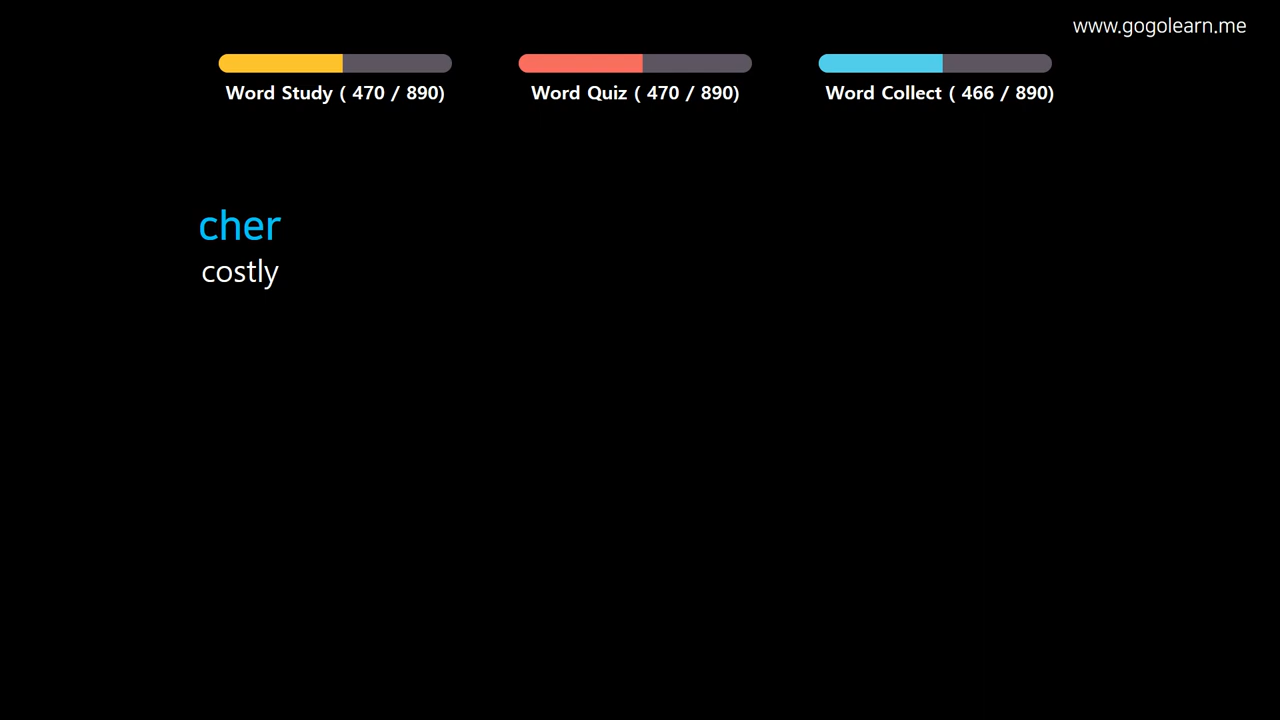 www.gogolearn.me
Word Study ( 470 / 890)
Word Quiz ( 470 / 890)
Word Collect ( 466 / 890)
cher
costly